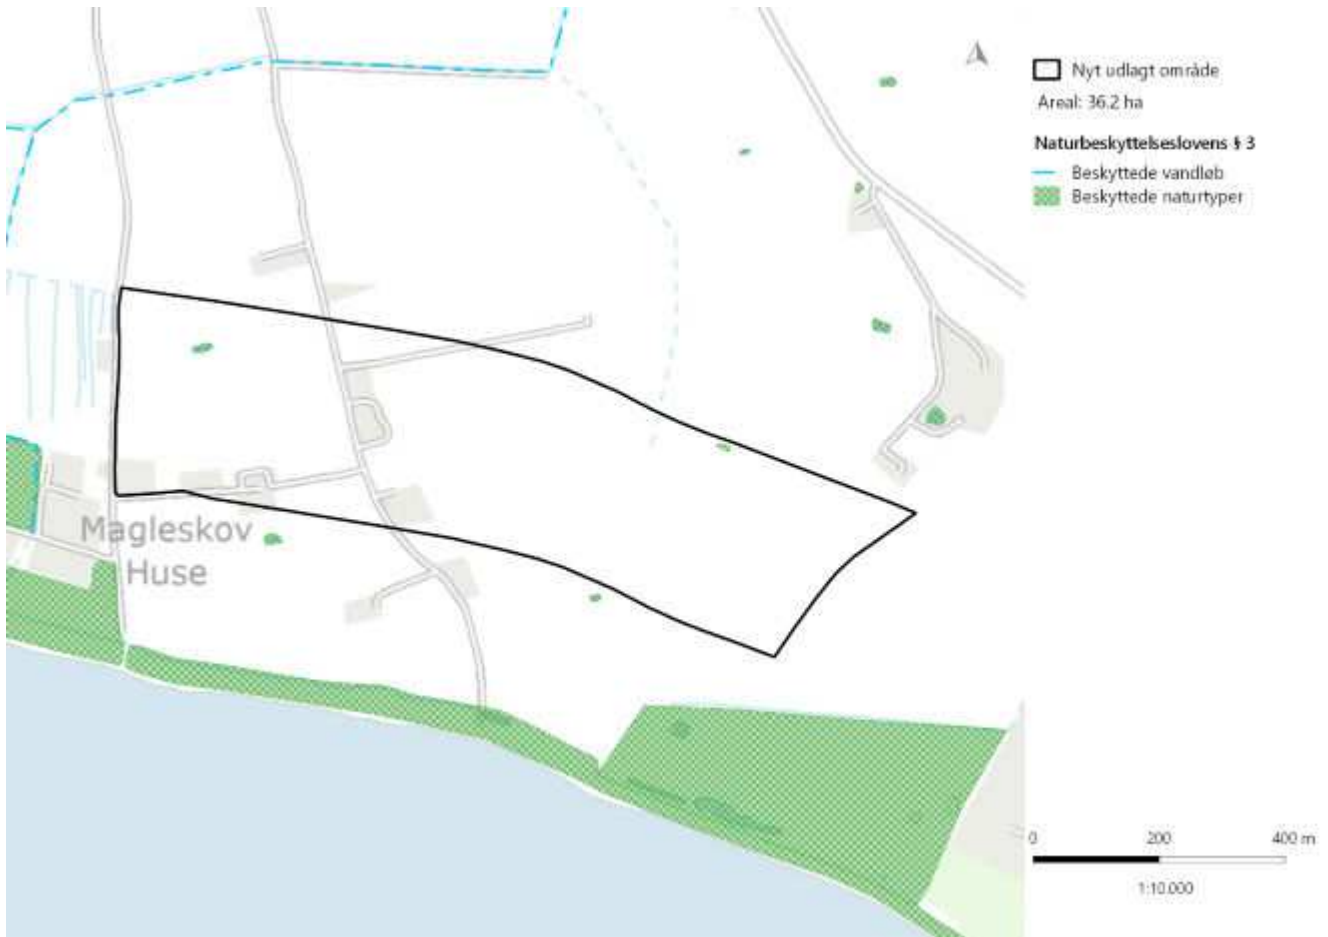 Nyt udlagt område
Areal: 36.2 ha
Naturbeskyttelseslovens § 3
Beskyttede vandløb
Beskyttede naturtyper
Magleskov
Huse
0 200 400 m
1:10.000